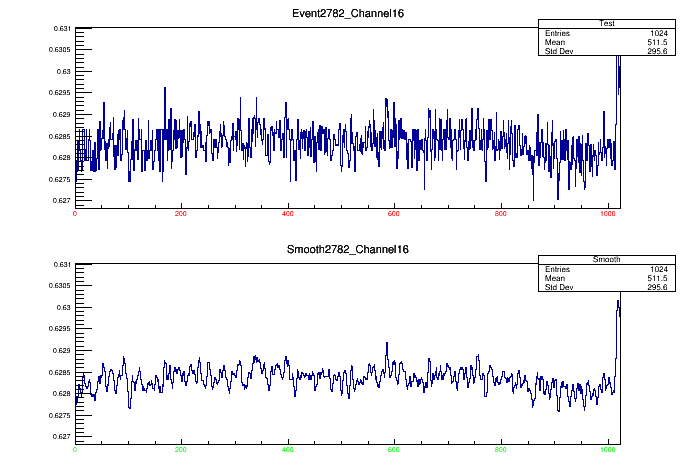 Event2782_Channel16
Test
Entries 1024
Mean 511.5
Std Dev 295.6
0.631
0.6305
0.63
0.6295
0.629
0.6285
0.628
0.6275
0.627
0 200 400 600 800 1000
Smooth2782_Channel16
Smooth
Entries 1024
Mean 511.5
Std Dev 295.6
0.631
0.6305
0.63
0.6295
0.629
0.6285
0.628
0.6275
0.627
0 200 400 600 800 1000